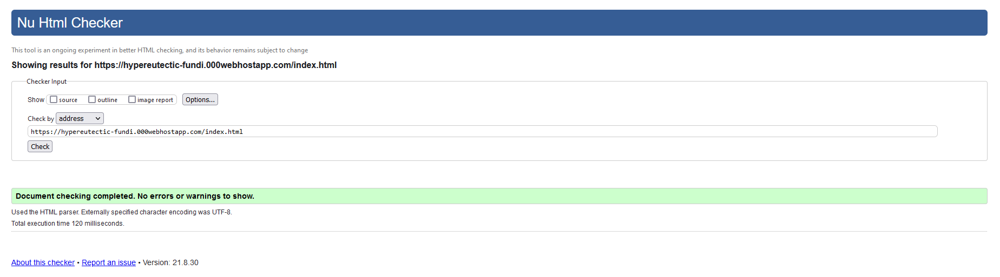 Nu Html Checker
This tool is an ongoing experiment in better HTML checking, and its behavior remains subject to change
Showing results for https://hypereutectic-fundi.000webhostapp.com/index.html
Checker Input
Show source outline image report Options...
Check by address
https://hypereutectic-fundi.000webhostapp.com/index.html
Check
Document checking completed. No errors or warnings to show.
Used the HTML parser. Externally specified character encoding was UTF-8.
Total execution time 120 milliseconds.
About this checker • Report an issue • Version: 21.8.30